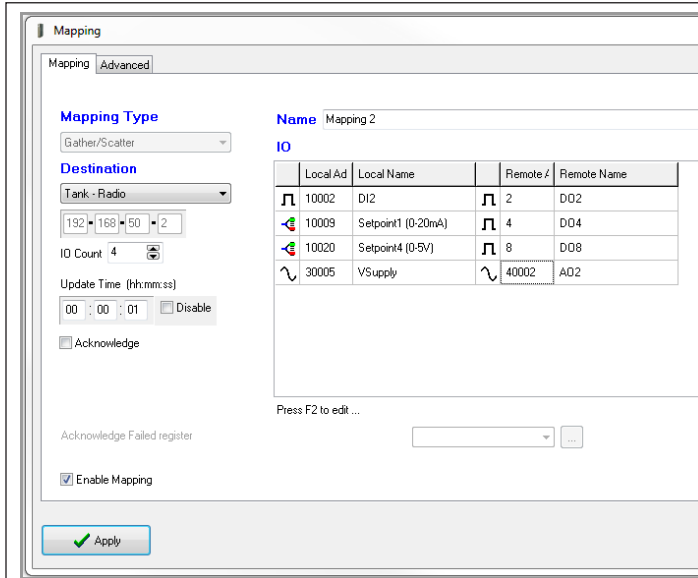 Mapping
Mapping Advanced
Mapping Type
Gather/Scatter
Destination
Tank - Radio
192 168 50 2
IO Count 4
Update Time (hh:mm:ss)
00 : 00 : 01 Disable
Acknowledge
Name Mapping 2
IO
Local Ad Local Name Remote A Remote Name
10002 DI2 2 DO2
10009 Setpoint1 (0-20mA) 4 DO4
10020 Setpoint4 (0-5V) 8 DO8
30005 VSupply 40002 AO2
Press F2 to edit ...
Acknowledge Failed register ...
Enable Mapping
Apply